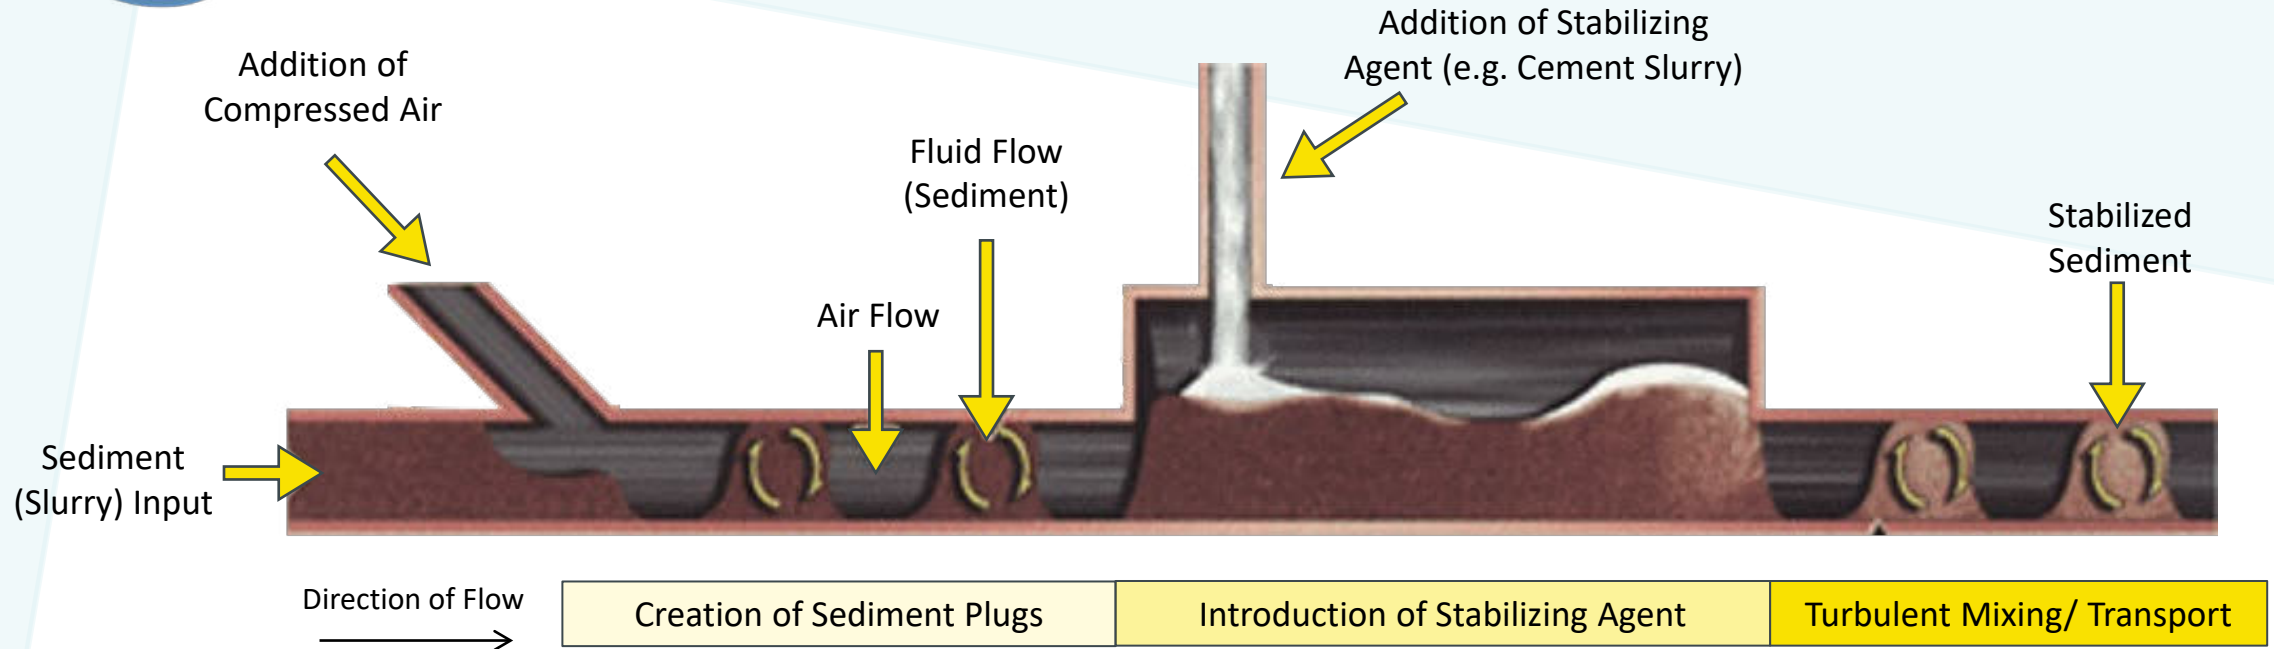 Addition of
Compressed Air
Addition of Stabilizing
Agent (e.g. Cement Slurry)
Fluid Flow
(Sediment)
Air Flow
Stabilized
Sediment
Sediment
(Slurry) Input
Direction of Flow
Creation of Sediment Plugs
Introduction of Stabilizing Agent
Turbulent Mixing/ Transport